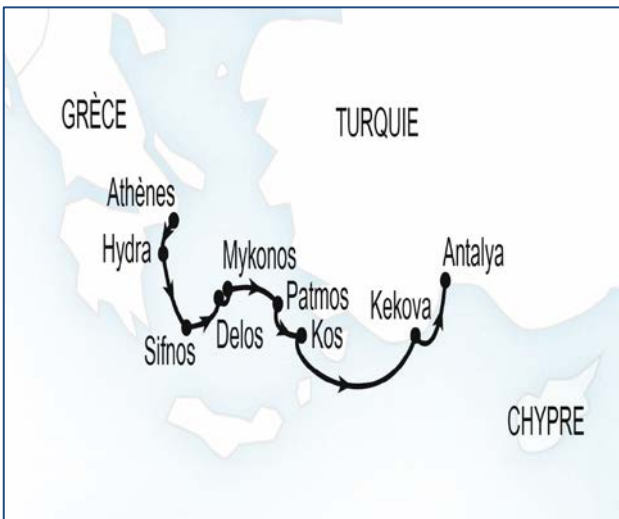 GRÈCE
TURQUIE
Athènes
Hydra
Mykonos
Antalya
Patmos
Kekova
Sifnos
Delos
Kos
CHYPRE